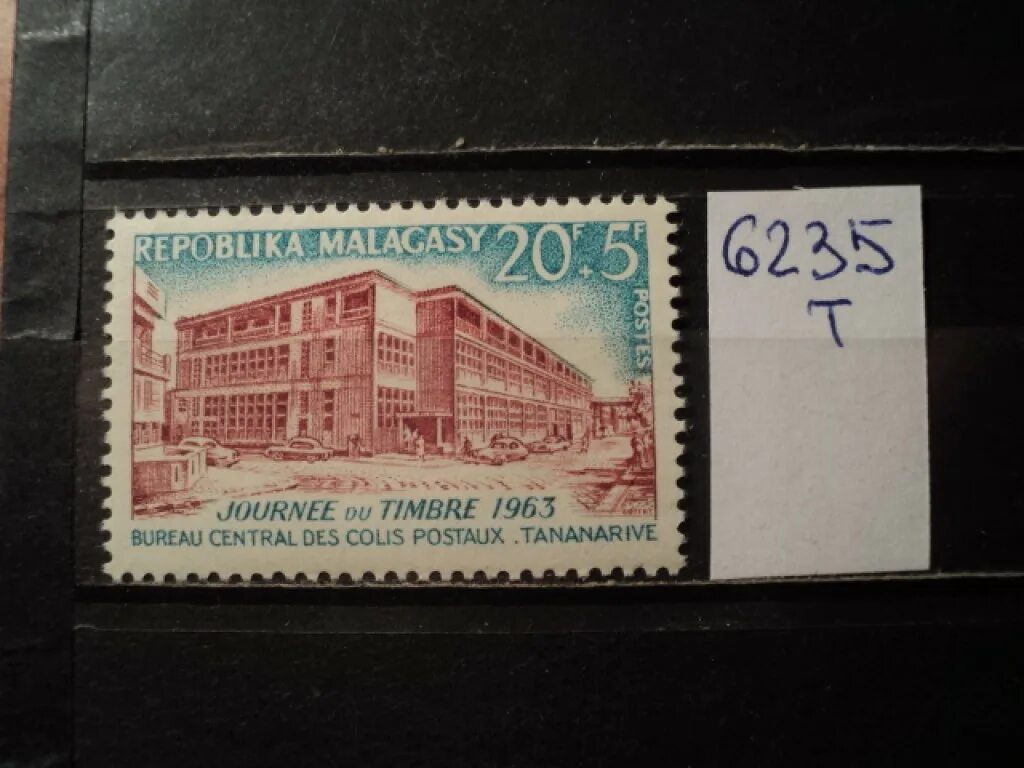 REPOBLIKA MALAGASY 20F+5F
POSTES
JOURNEE DU TIMBRE 1963
BUREAU CENTRAL DES COLIS POSTAUX . TANANARIVE
6235
T